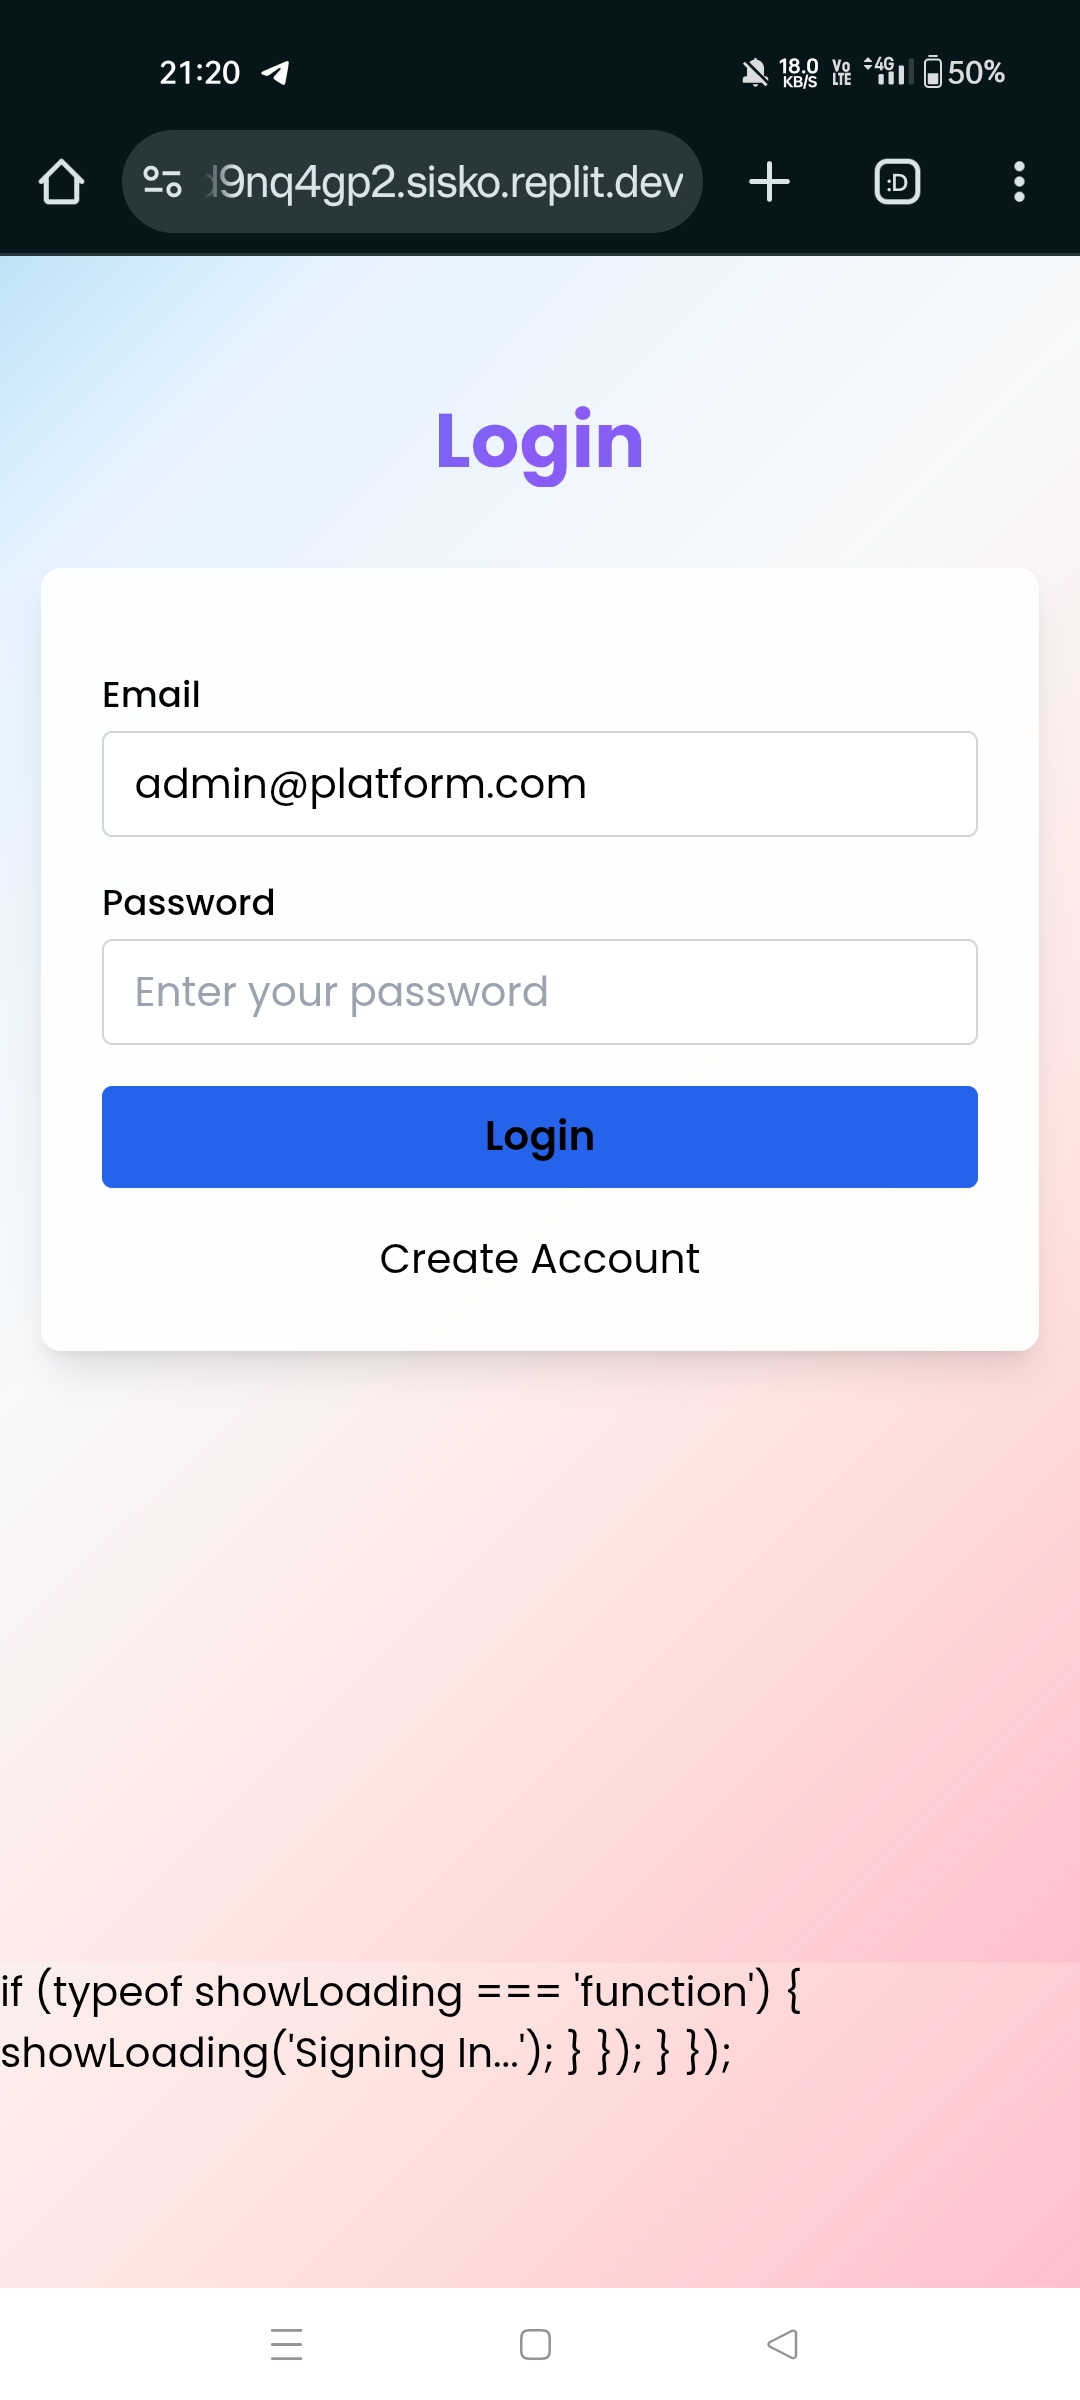 21:20
18.0 KB/S Vo LTE 4G 50%
d9nq4gp2.sisko.replit.dev
:D
Login
Email
admin@platform.com
Password
Enter your password
Login
Create Account
if (typeof showLoading === 'function') {
showLoading('Signing In...'); } }); } });